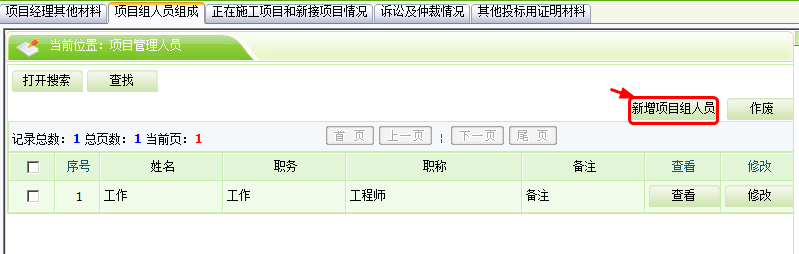 项目经理其他材料 项目组人员组成 正在施工项目和新接项目情况 诉讼及仲裁情况 其他投标用证明材料
当前位置：项目管理人员
打开搜索 查找
新增项目组人员 作废
记录总数：1 总页数：1 当前页：1 首 页 上一页 ¦ 下一页 尾 页
序号 姓名 职务 职称 备注 查看 修改
1 工作 工作 工程师 备注 查看 修改